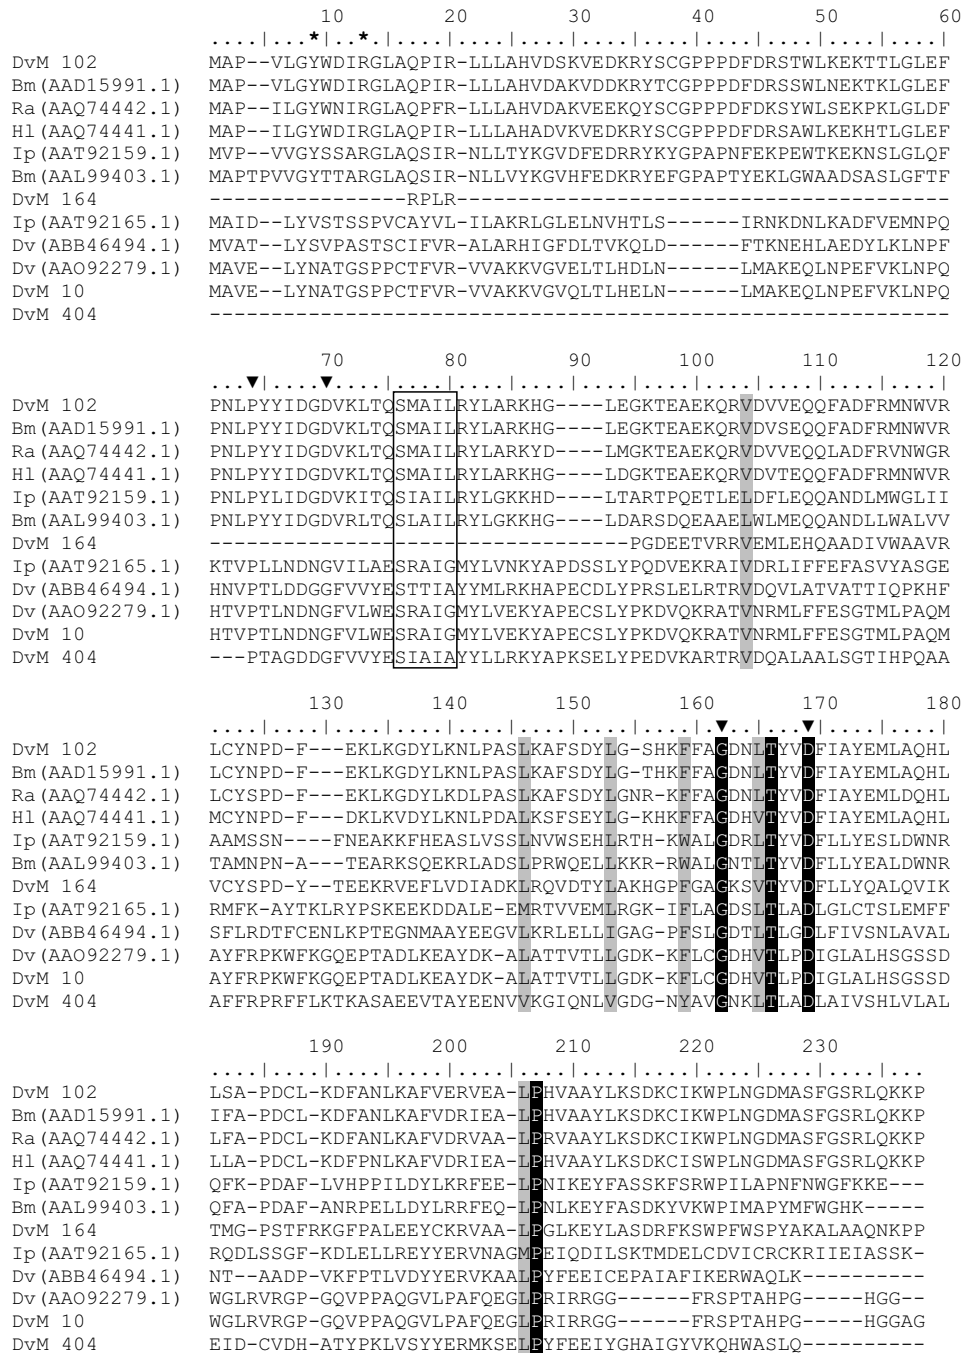 10 20 30 40 50 60
....|..*.|..*.|....|....|....|....|....|....|....|....|....|
DvM 102 MAP--VLGYWDIRGLAQPIR-LLLAHVDSKVEDKRYSCGPPPDFDRSTWLKEKTTLGLEF
Bm(AAD15991.1) MAP--VLGYWDIRGLAQPIR-LLLAHVDAKVDDKRYTCGPPPDFDRSSWLNEKTKLGLEF
Ra(AAQ74442.1) MAP--ILGYWNIRGLAQPFR-LLLAHVDAKVEEKQYSCGPPPDFDKSYWLSEKPKLGLDF
Hl(AAQ74441.1) MAP--ILGYWDIRGLAQPIR-LLLAHADVKVEDKRYSCGPPPDFDRSAWLKEKHTLGLEF
Ip(AAT92159.1) MVP--VVGYSSARGLAQSIR-NLLTYKGVDFEDRRYKYGPAPNFEKPEWTKEKNSLGLQF
Bm(AAL99403.1) MAPTPVVGYTTARGLAQSIR-NLLVYKGVHFEDKRYEFGPAPTYEKLGWAADSASLGFTF
DvM 164 ----------------RPLR----------------------------------------
Ip(AAT92165.1) MAID--LYVSTSSPVCAYVL-ILAKRLGLELNVHTLS------IRNKDNLKADFVEMNPQ
Dv(ABB46494.1) MVAT--LYSVPASTSCIFVR-ALARHIGFDLTVKQLD------FTKNEHLAEDYLKLNPF
Dv(AAO92279.1) MAVE--LYNATGSPPCTFVR-VVAKKVGVELTLHDLN------LMAKEQLNPEFVKLNPQ
DvM 10 MAVE--LYNATGSPPCTFVR-VVAKKVGVQLTLHELN------LMAKEQLNPEFVKLNPQ
DvM 404 ------------------------------------------------------------
70 80 90 100 110 120
...▼|....▼....|....|....|....|....|....|....|....|....|....|
DvM 102 PNLPYYIDGDVKLTQSMAILRYLARKHG----LEGKTEAEKQRVDVVEQQFADFRMNWVR
Bm(AAD15991.1) PNLPYYIDGDVKLTQSMAILRYLARKHG----LEGKTEAEKQRVDVSEQQFADFRMNWVR
Ra(AAQ74442.1) PNLPYYIDGDVKLTQSMAILRYLARKYD----LMGKTEAEKQRVDVVEQQLADFRVNWGR
Hl(AAQ74441.1) PNLPYYIDGDVKLTQSMAILRYLARKHG----LDGKTEAEKQRVDVTEQQFADFRMNWVR
Ip(AAT92159.1) PNLPYLIDGDVKITQSIAILRYLGKKHD----LTARTPQETLELDFLEQQANDLMWGLII
Bm(AAL99403.1) PNLPYYIDGDVRLTQSLAILRYLGKKHG----LDARSDQEAAELWLMEQQANDLLWALVV
DvM 164 ----------------------------------PGDEETVRRVEMLEHQAADIVWAAVR
Ip(AAT92165.1) KTVPLLNDNGVILAESRAIGMYLVNKYAPDSSLYPQDVEKRAIVDRLIFFEFASVYASGE
Dv(ABB46494.1) HNVPTLDDGGFVVYESTTIAYYMLRKHAPECDLYPRSLELRTRVDQVLATVATTIQPKHF
Dv(AAO92279.1) HTVPTLNDNGFVLWESRAIGMYLVEKYAPECSLYPKDVQKRATVNRMLFFESGTMLPAQM
DvM 10 HTVPTLNDNGFVLWESRAIGMYLVEKYAPECSLYPKDVQKRATVNRMLFFESGTMLPAQM
DvM 404 ---PTAGDDGFVVYESIAIAYYLLRKYAPKSELYPEDVKARTRVDQALAALSGTIHPQAA
130 140 150 160 170 180
....|....|....|....|....|....|....|....|.▼..|...▼|....|....|
DvM 102 LCYNPD-F---EKLKGDYLKNLPASLKAFSDYLG-SHKFFAGDNLTYVDFIAYEMLAQHL
Bm(AAD15991.1) LCYNPD-F---EKLKGDYLKNLPASLKAFSDYLG-THKFFAGDNLTYVDFIAYEMLAQHL
Ra(AAQ74442.1) LCYSPD-F---EKLKGDYLKDLPASLKAFSDYLGNR-KFFAGDNLTYVDFIAYEMLDQHL
Hl(AAQ74441.1) MCYNPD-F---DKLKVDYLKNLPDALKSFSEYLG-KHKFFAGDHVTYVDFIAYEMLAQHL
Ip(AAT92159.1) AAMSSN----FNEAKKFHEASLVSSLNVWSEHLRTH-KWALGDRLTYVDFLLYESLDWNR
Bm(AAL99403.1) TAMNPN-A---TEARKSQEKRLADSLPRWQELLKKR-RWALGNTLTYVDFLLYEALDWNR
DvM 164 VCYSPD-Y---TEEKRVEFLVDIADKLRQVDTYLAKHGPFGAGKSVTYVDFLLYQALQVIK
Ip(AAT92165.1) RMFK-AYTKLRYPSKEEKDDALE-EMRTVVEMLRGK-IFLAGDSLTLADLGLCTSLEMFF
Dv(ABB46494.1) SFLRDTFCENLKPTEGNMAAYEEGVLKRELLLIGAG-PFSLGDTLTLGDLFIVSNLAVAL
Dv(AAO92279.1) AYFRPKWFKGQEPTADLKEAYDK-ALATTVTLLGDK-KFLCGDHVTLPDIGLALHSGSSD
DvM 10 AYFRPKWFKGQEPTADLKEAYDK-ALATTVTLLGDK-KFLCGDHVTLPDIGLALHSGSSD
DvM 404 AFFRPRFFLKTKASAEEVTAYEENVVKGIQNLVGDG-NYAVGNKLTLADLAIVSHLVLAL
190 200 210 220 230
....|....|....|....|....|....|....|....|....|....|....|...
DvM 102 LSA-PDCL-KDFANLKAFVERVEA-LPHVAAYLKSDKCIKWPLNGDMASFGSRLQKKP
Bm(AAD15991.1) IFA-PDCL-KDFANLKAFVDRIEA-LPHVAAYLKSDKCIKWPLNGDMASFGSRLQKKP
Ra(AAQ74442.1) LFA-PDCL-KDFANLKAFVDRVAA-LPRVAAYLKSDKCIKWPLNGDMASFGSRLQKKP
Hl(AAQ74441.1) LLA-PDCL-KDFPNLKAFVDRIEA-LPHVAAYLKSDKCISWPLNGDMASFGSRLQKKP
Ip(AAT92159.1) QFK-PDAF-LVHPPILDYLKRFEE-LPNIKEYFASSKFSRWPILAPNFNWGFKKE---
Bm(AAL99403.1) QFA-PDAF-ANRPELLDYLRRFEQ-LPNLKEYFASDKYVKWPIMAPYMFWGHK-----
DvM 164 TMG-PSTFRKGFPALEEYCKRVAA-LPGLKEYLASDRFKSWPFWSPYAKALAAQNKPP
Ip(AAT92165.1) RQDLSSGF-KDLELLREYYERVNAGMPEIQDILSKTMDELCDVICRCKRIIEIASSK-
Dv(ABB46494.1) NT--AADP-VKFPTLVDYYERVKAALPYFEEICEPAIAFIKERWAQLK----------
Dv(AAO92279.1) WGLRVRGP-GQVPPAQGVLPAFQEGLPRIRRGG------FRSPTAHPG-----HGG--
DvM 10 WGLRVRGP-GQVPPAQGVLPAFQEGLPRIRRGG------FRSPTAHPG-----HGGAG
DvM 404 EID-CVDH-ATYPKLVSYYERMKSELPYFEEIYGHAIGYVKQHWASLQ----------